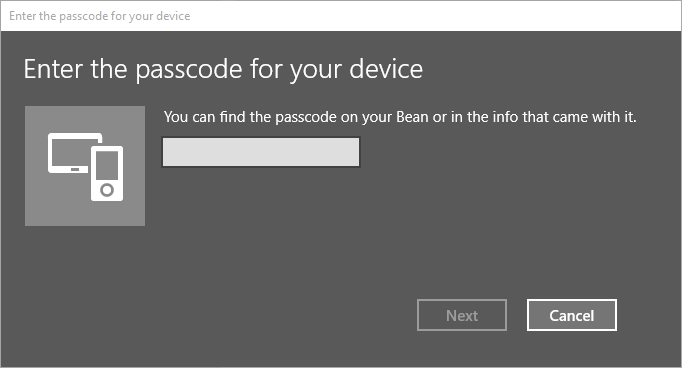 Enter the passcode for your device
Enter the passcode for your device
You can find the passcode on your Bean or in the info that came with it.
Next
Cancel